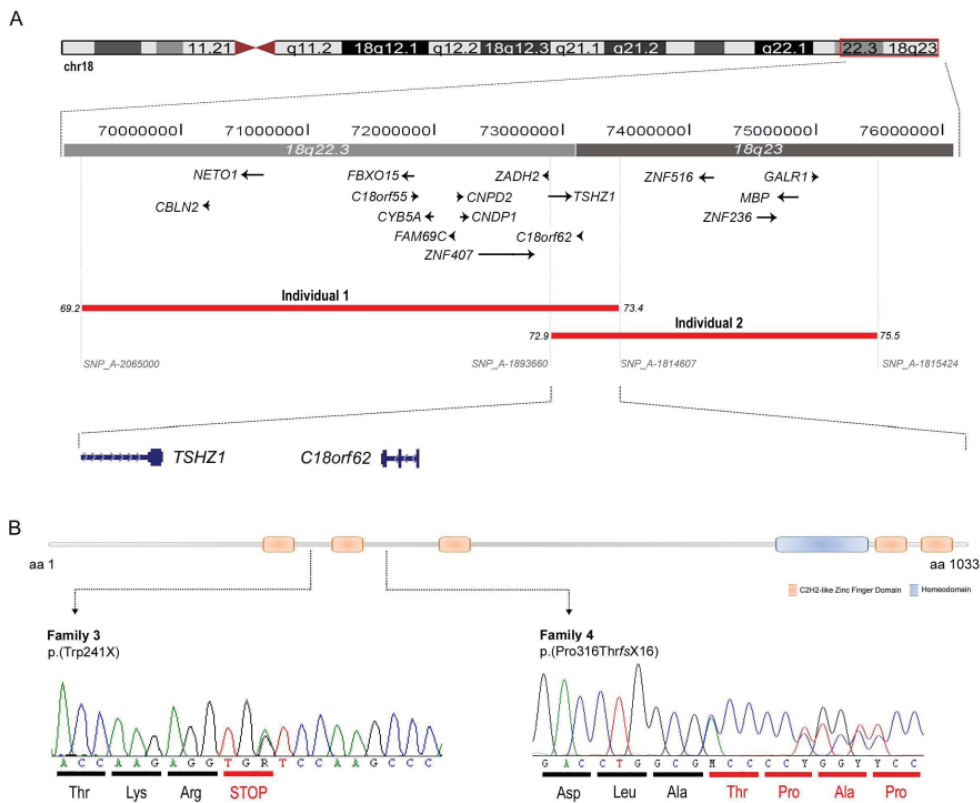 A
11.21 q11.2 18q12.1 q12.2 18q12.3 q21.1 q21.2 q22.1 22.3 18q23
chr18
70000000 71000000 72000000 73000000 74000000 75000000 76000000
18q22.3 18q23
NETO1 FBXO15 ZADH2 ZNF516 GALR1
C18orf55 CNPD2 TSHZ1 MBP
CBLN2 CYB5A CNDP1 ZNF236
FAM69C C18orf62
ZNF407
Individual 1
69.2 73.4
Individual 2
72.9 75.5
SNP_A-2065000 SNP_A-1893660 SNP_A-1814607 SNP_A-1815424
TSHZ1 C18orf62
B
aa 1 aa 1033
C2H2-like Zinc Finger Domain Homeodomain
Family 3
p.(Trp241X)
A C C A A G A G G T G R T C C A A G C C C
Thr Lys Arg STOP
Family 4
p.(Pro316ThrfsX16)
G A C C T G G C G M C C C C Y G G Y Y C C
Asp Leu Ala Thr Pro Ala Pro